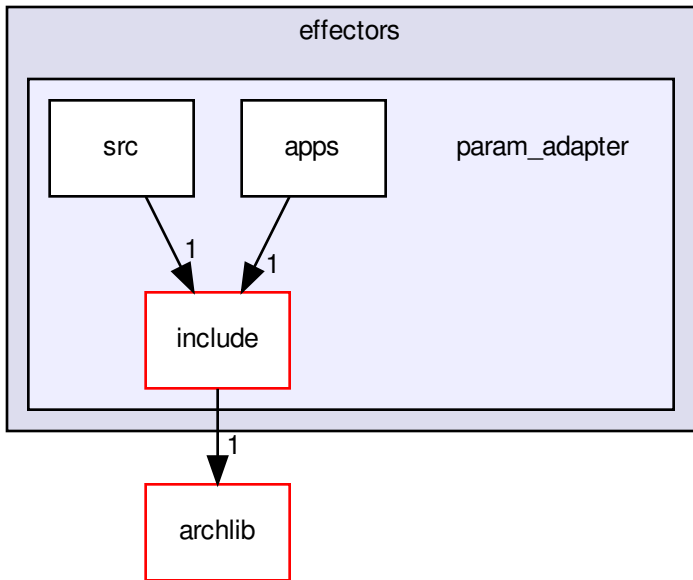 effectors
src
apps
param_adapter
1
1
include
1
archlib